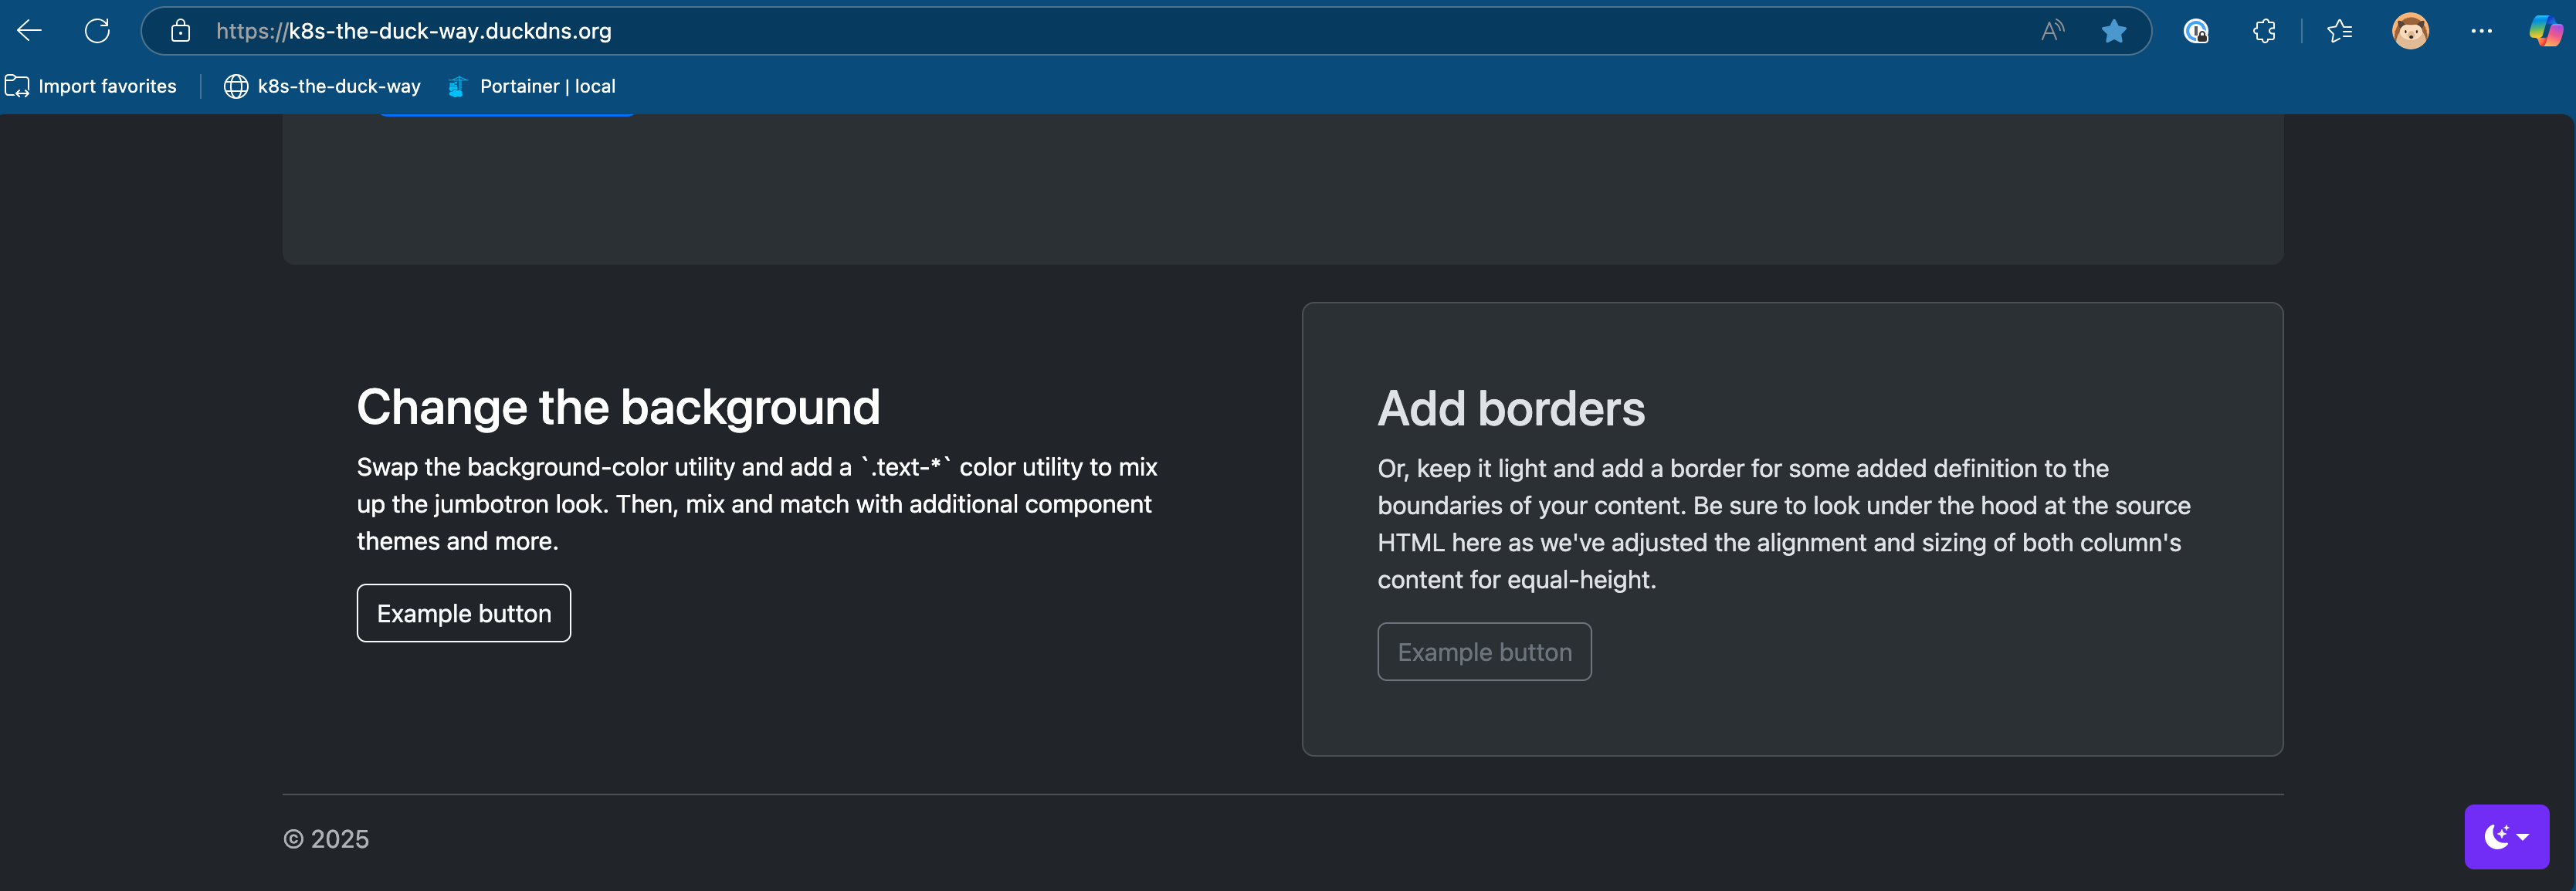 https://k8s-the-duck-way.duckdns.org
Import favorites
k8s-the-duck-way
Portainer | local
Change the background
Swap the background-color utility and add a `.text-*` color utility to mix
up the jumbotron look. Then, mix and match with additional component
themes and more.
Example button
Add borders
Or, keep it light and add a border for some added definition to the
boundaries of your content. Be sure to look under the hood at the source
HTML here as we've adjusted the alignment and sizing of both column's
content for equal-height.
Example button
© 2025